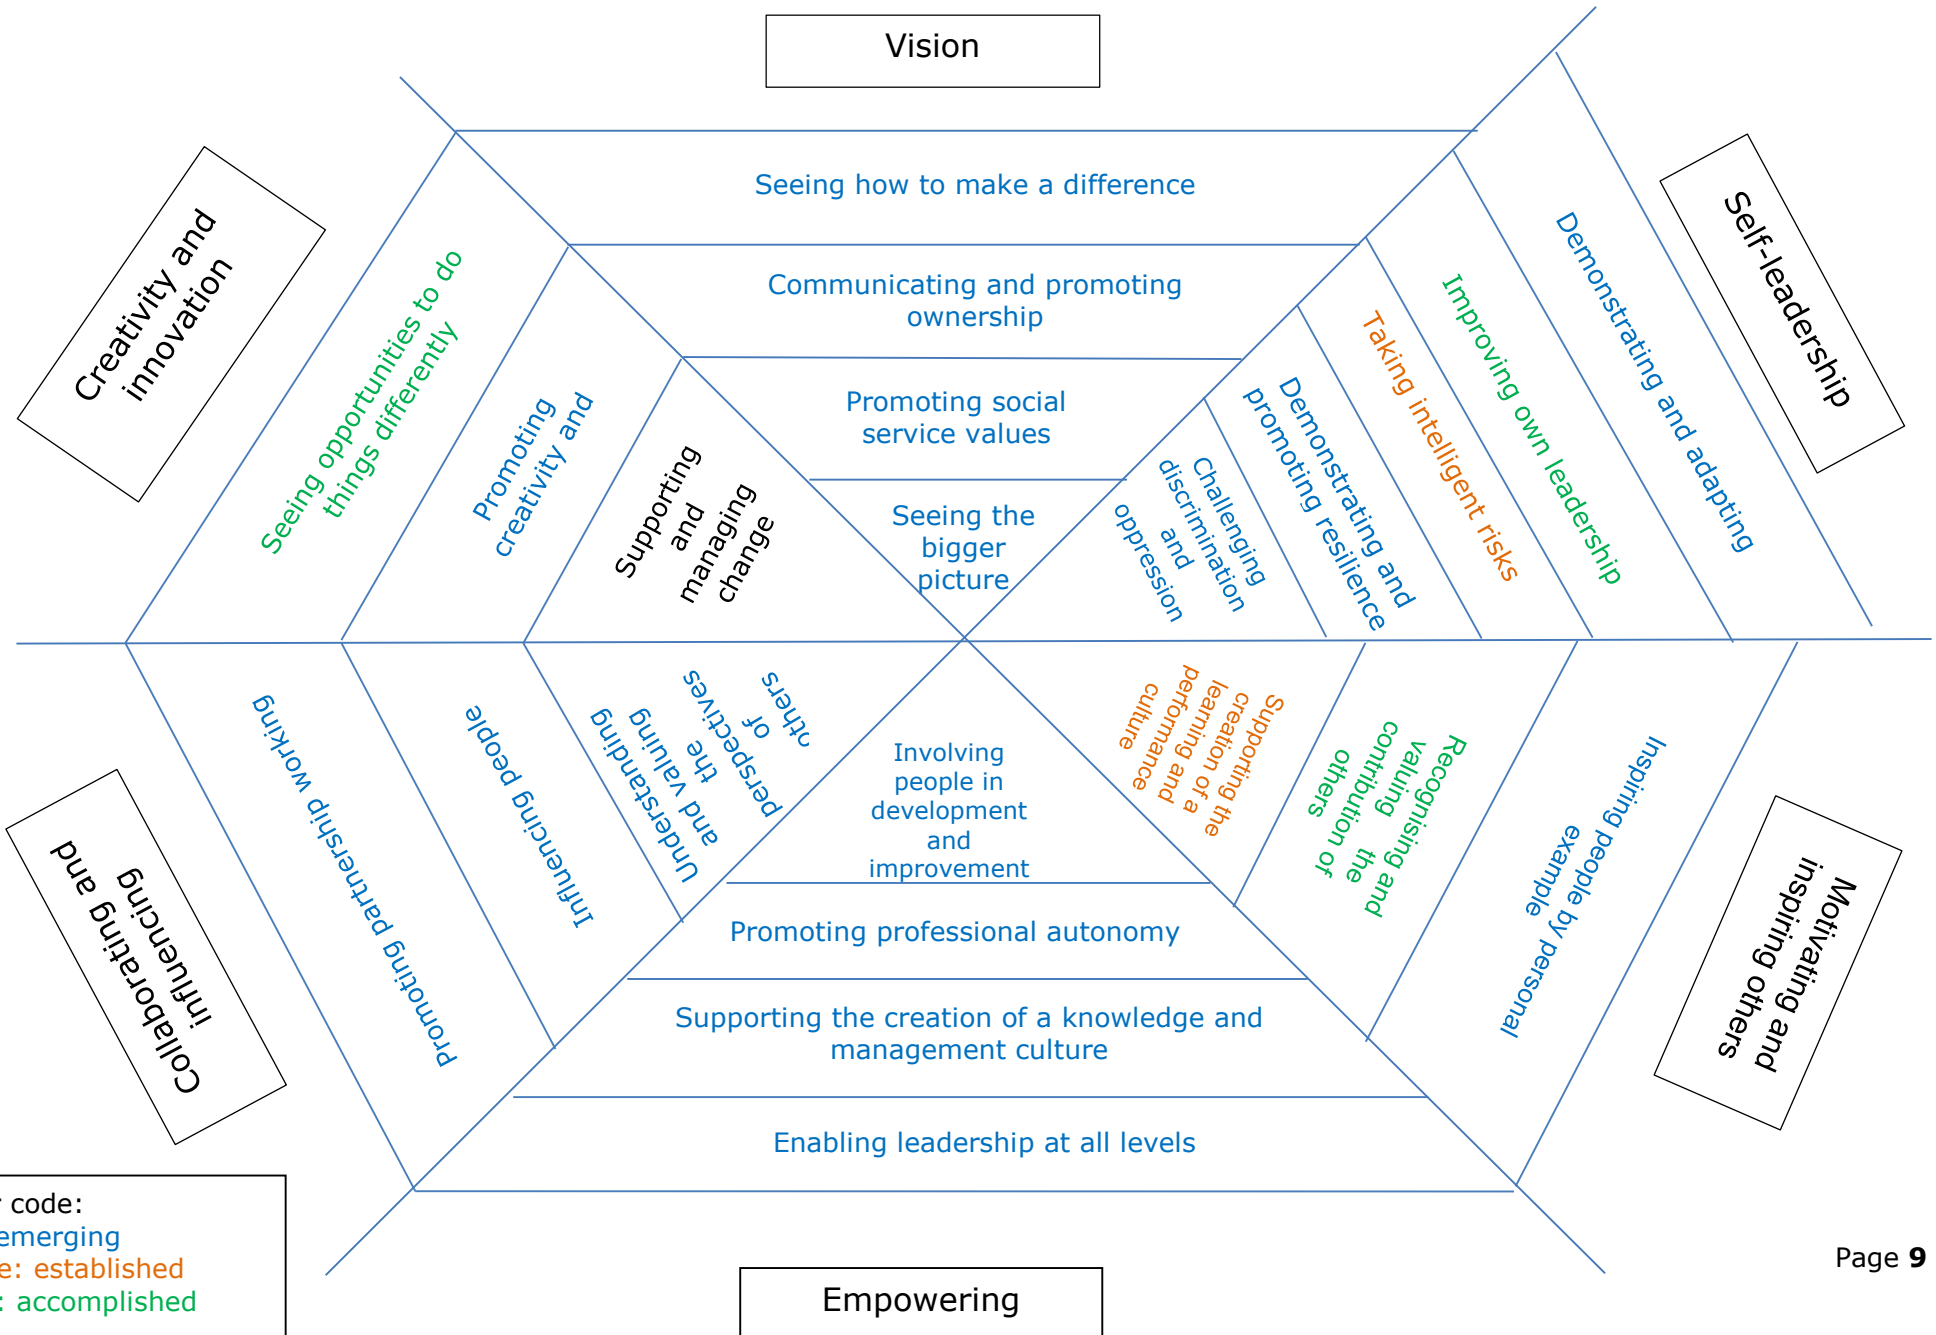 Vision
Seeing how to make a difference
Communicating and promoting
ownership
Promoting social
service values
Seeing the
bigger
picture
Creativity and
innovation
Seeing opportunities to do
things differently
Promoting
creativity and
Supporting
and
managing
change
Self-leadership
Demonstrating and adapting
Improving own leadership
Taking intelligent risks
Demonstrating and
promoting resilience
Challenging
discrimination
and
oppression
Collaborating and
influencing
Promoting partnership working
Influencing people
Understanding
and valuing
the
perspectives
of
others
Supporting the
creation of a
learning and
performance
culture
Recognising and
valuing the
contribution of
others
Inspiring people by personal
example
Motivating and
inspiring others
Involving
people in
development
and
improvement
Promoting professional autonomy
Supporting the creation of a knowledge and
management culture
Enabling leadership at all levels
Empowering
code:
emerging
established
accomplished
Page 9